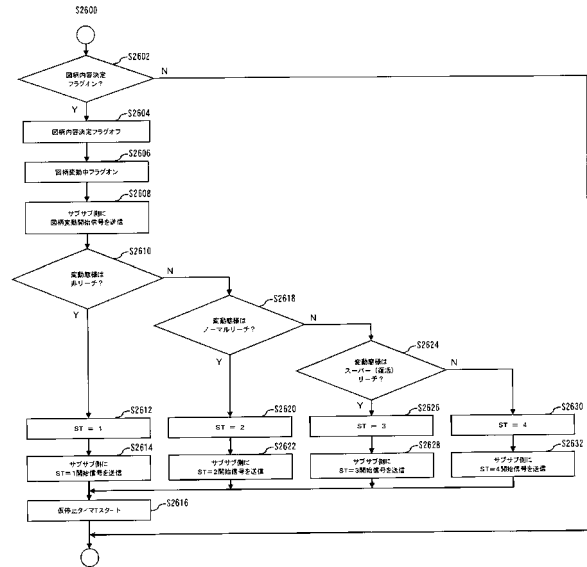 S2600
S2602
図柄内容決定
フラグオン？
N
Y
S2604
図柄内容決定フラグオフ
S2606
図柄変動中フラグオン
S2608
サブサブ側に
図柄変動開始信号を送信
S2610
変動態様は
非リーチ？
N
Y
S2618
変動態様は
ノーマルリーチ？
N
Y
S2624
変動態様は
スーパー（復活）
リーチ？
N
Y
S2612
ST = 1
S2620
ST = 2
S2626
ST = 3
S2630
ST = 4
S2614
サブサブ側に
ST=1開始信号を送信
S2622
サブサブ側に
ST=2開始信号を送信
S2628
サブサブ側に
ST=3開始信号を送信
S2632
サブサブ側に
ST=4開始信号を送信
S2616
仮停止タイマTスタート